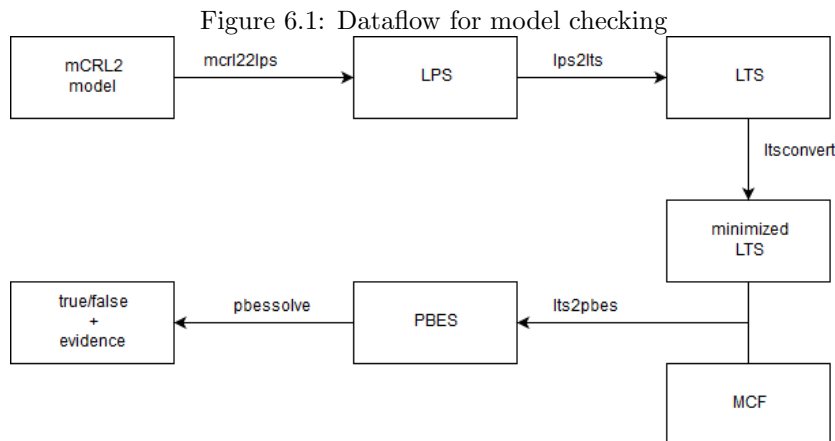 Figure 6.1: Dataflow for model checking
mCRL2
model
mcrl22lps
LPS
lps2lts
LTS
ltsconvert
minimized
LTS
true/false
+
evidence
pbessolve
PBES
lts2pbes
MCF